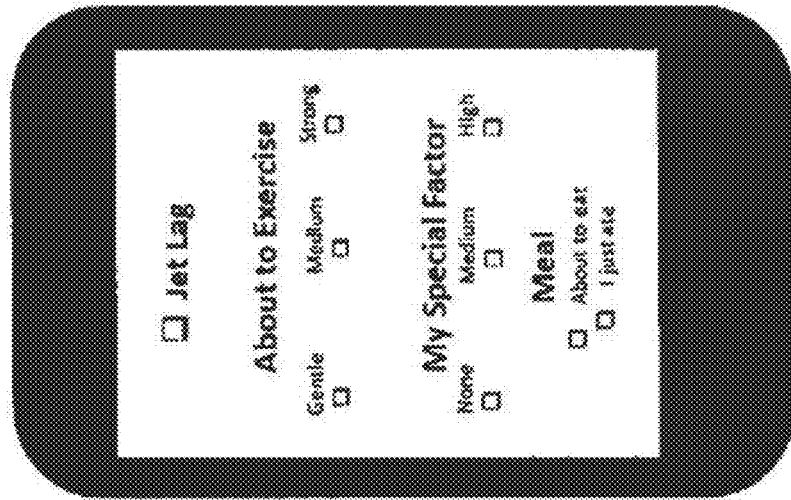 Jet Lag
About to Exercise
Gentle Medium Strong
My Special Factor
None Medium High
Meal
About to eat
I just ate